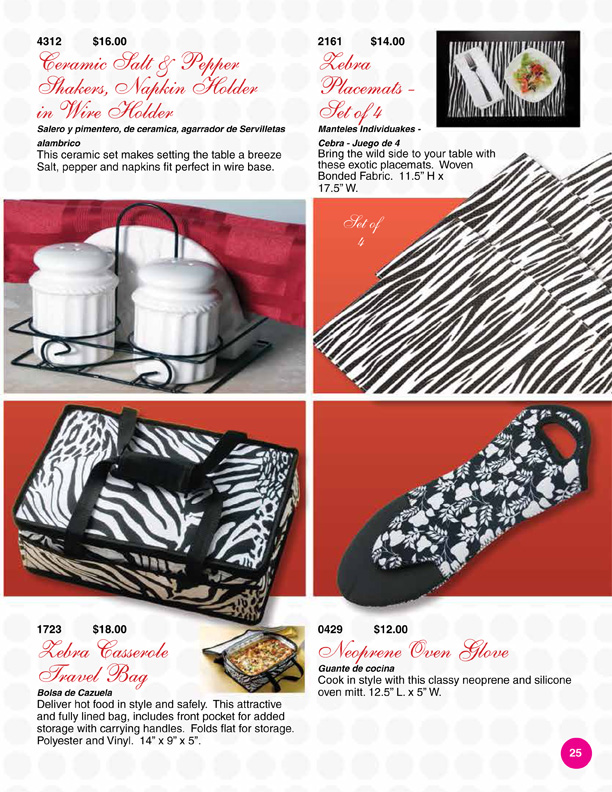 4312 $16.00
Ceramic Salt & Pepper
Shakers, Napkin Holder
in Wire Holder
Salero y pimentero, de ceramica, agarrador de Servilletas
alambrico
This ceramic set makes setting the table a breeze
Salt, pepper and napkins fit perfect in wire base.
2161 $14.00
Zebra
Placemats -
Set of 4
Manteles Individuakes -
Cebra - Juego de 4
Bring the wild side to your table with
these exotic placemats. Woven
Bonded Fabric. 11.5" H x
17.5" W.
Set of
4
1723 $18.00
Zebra Casserole
Travel Bag
Bolsa de Cazuela
Deliver hot food in style and safely. This attractive
and fully lined bag, includes front pocket for added
storage with carrying handles. Folds flat for storage.
Polyester and Vinyl. 14" x 9" x 5".
0429 $12.00
Neoprene Oven Glove
Guante de cocina
Cook in style with this classy neoprene and silicone
oven mitt. 12.5" L. x 5" W.
25